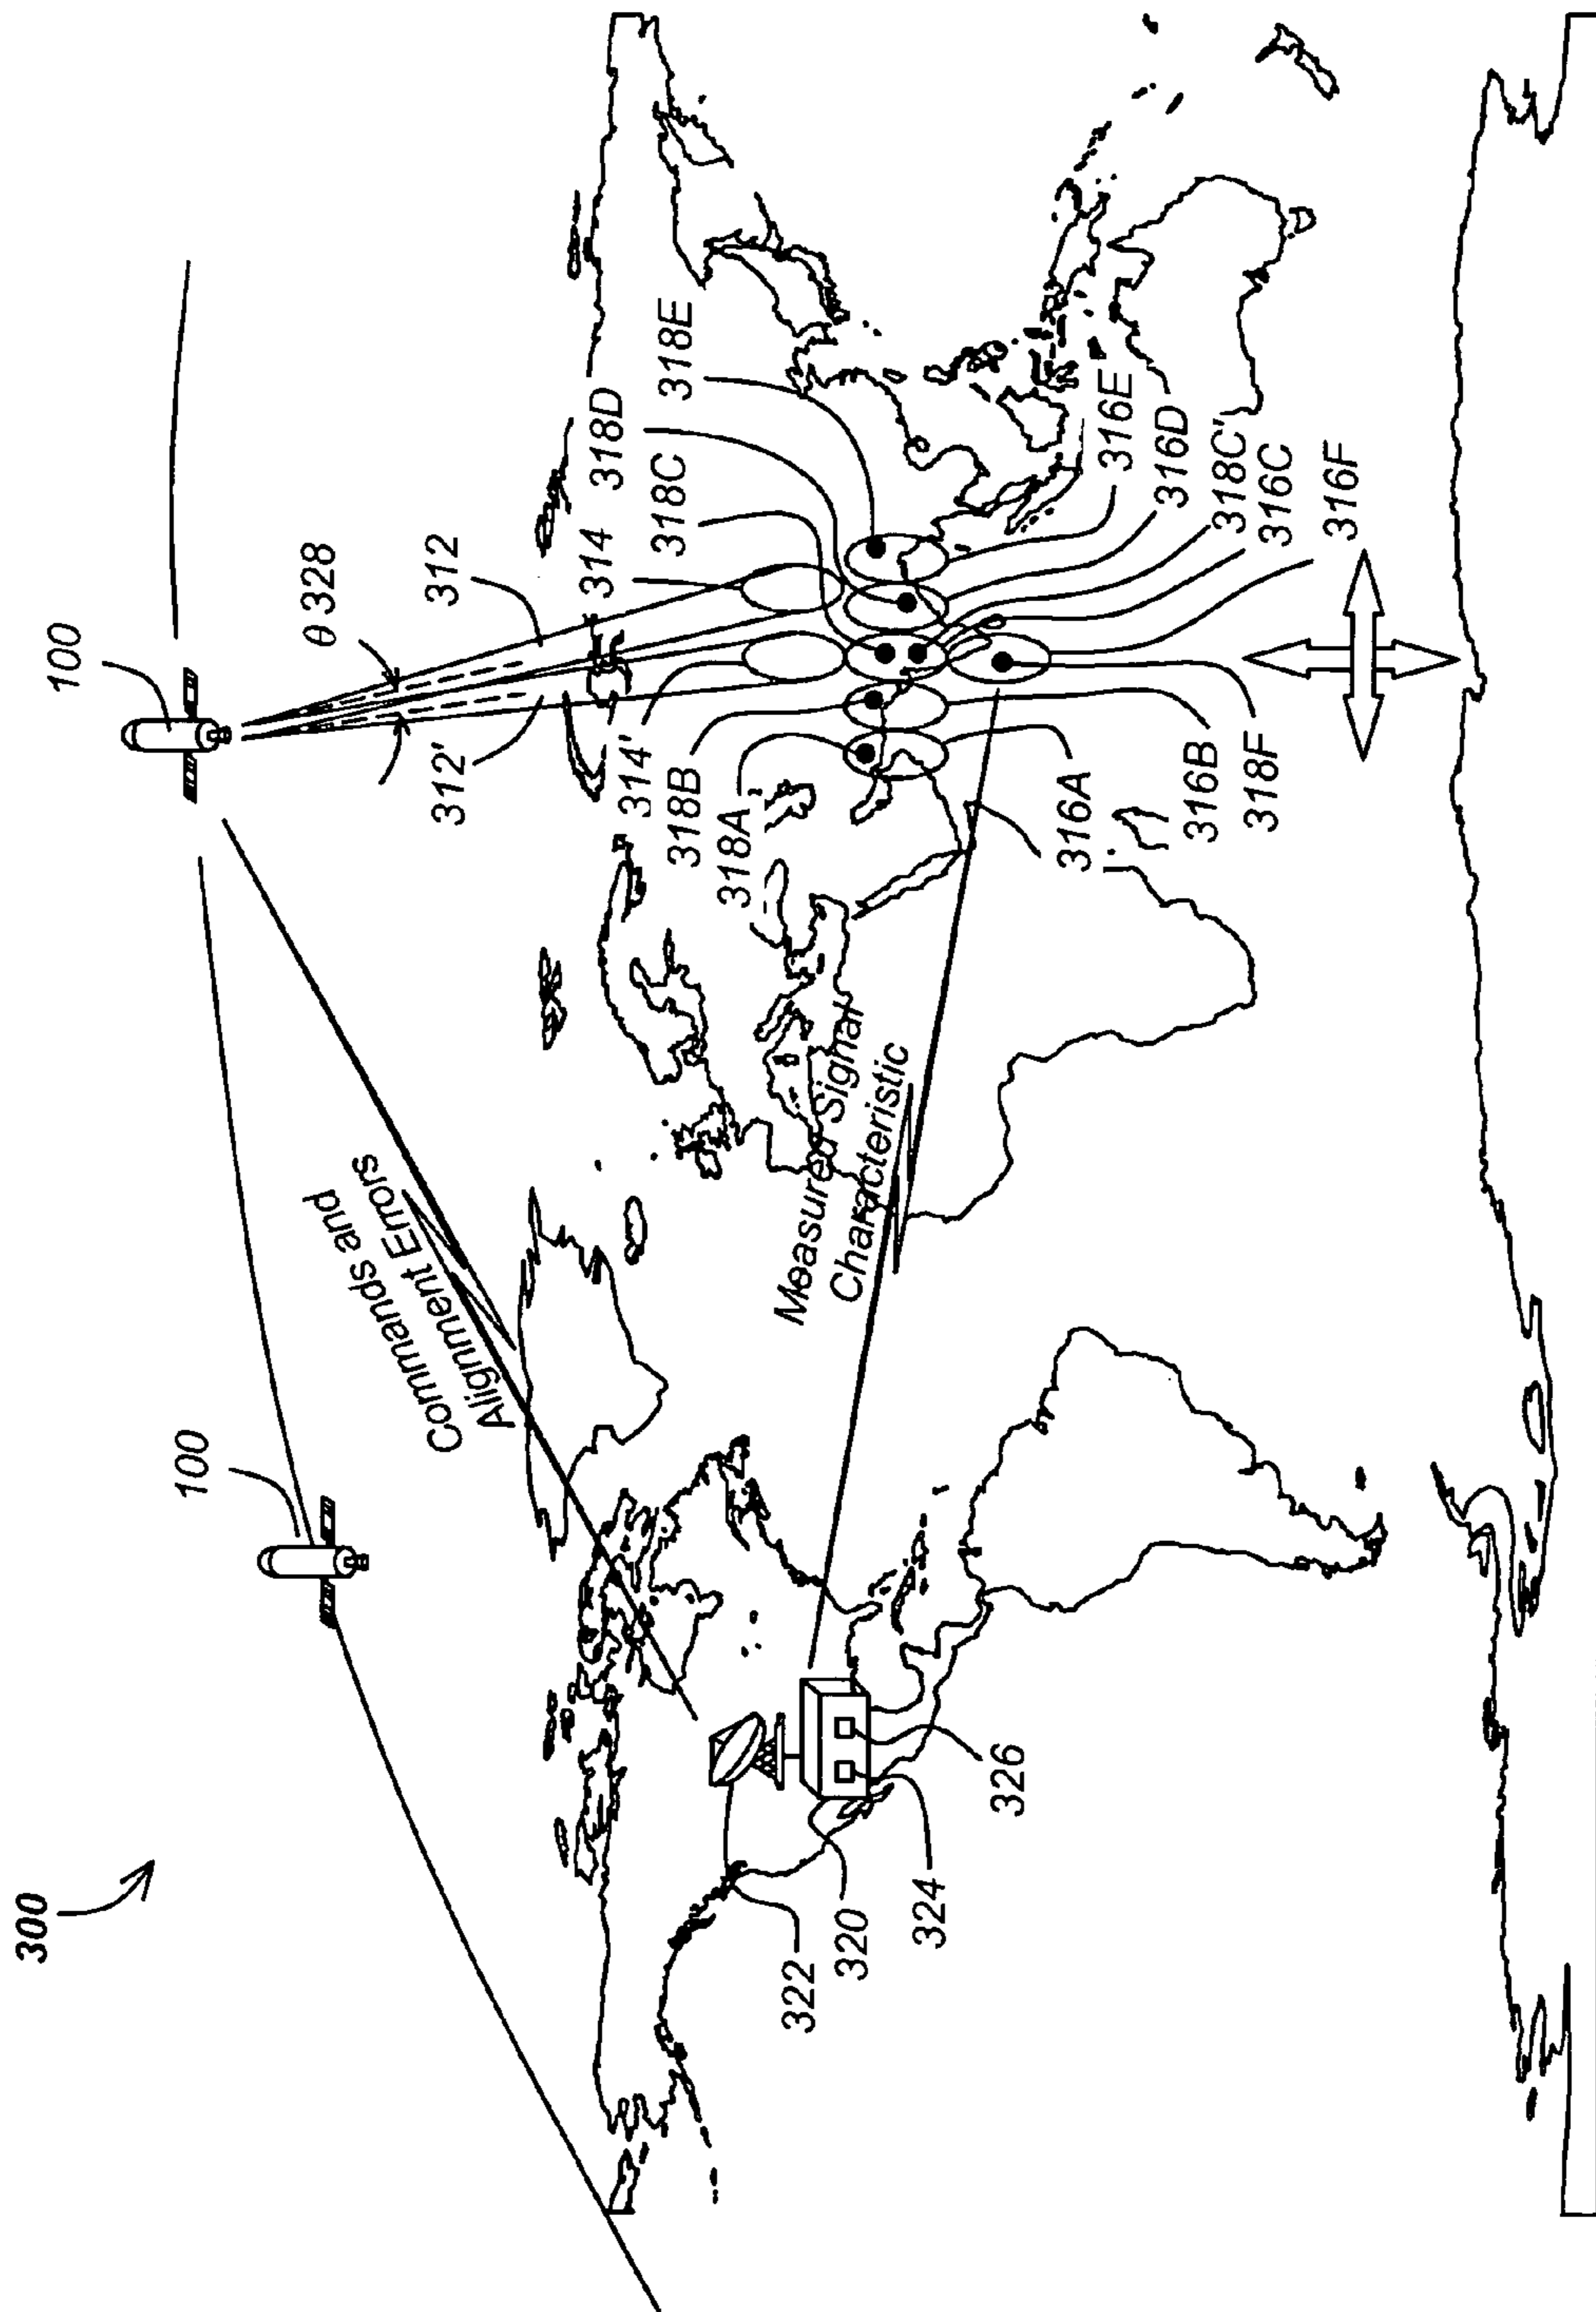 300
100
100
θ 328
312
312'
314
314'
318D
318C
318E
318B
318A
Commands and
Alignment Errors
Measured Signal
Characteristic
316E
316D
318C'
316C
316F
316A
316B
318F
322
320
324
326